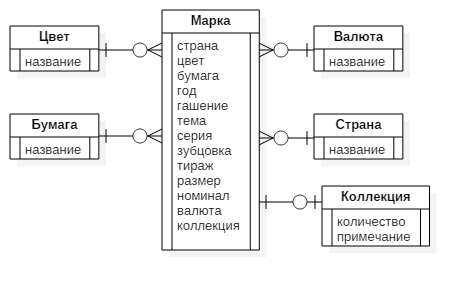 Цвет
название
Бумага
название
Марка
страна
цвет
бумага
год
гашение
тема
серия
зубцовка
тираж
размер
номинал
валюта
коллекция
Валюта
название
Страна
название
Коллекция
количество
примечание